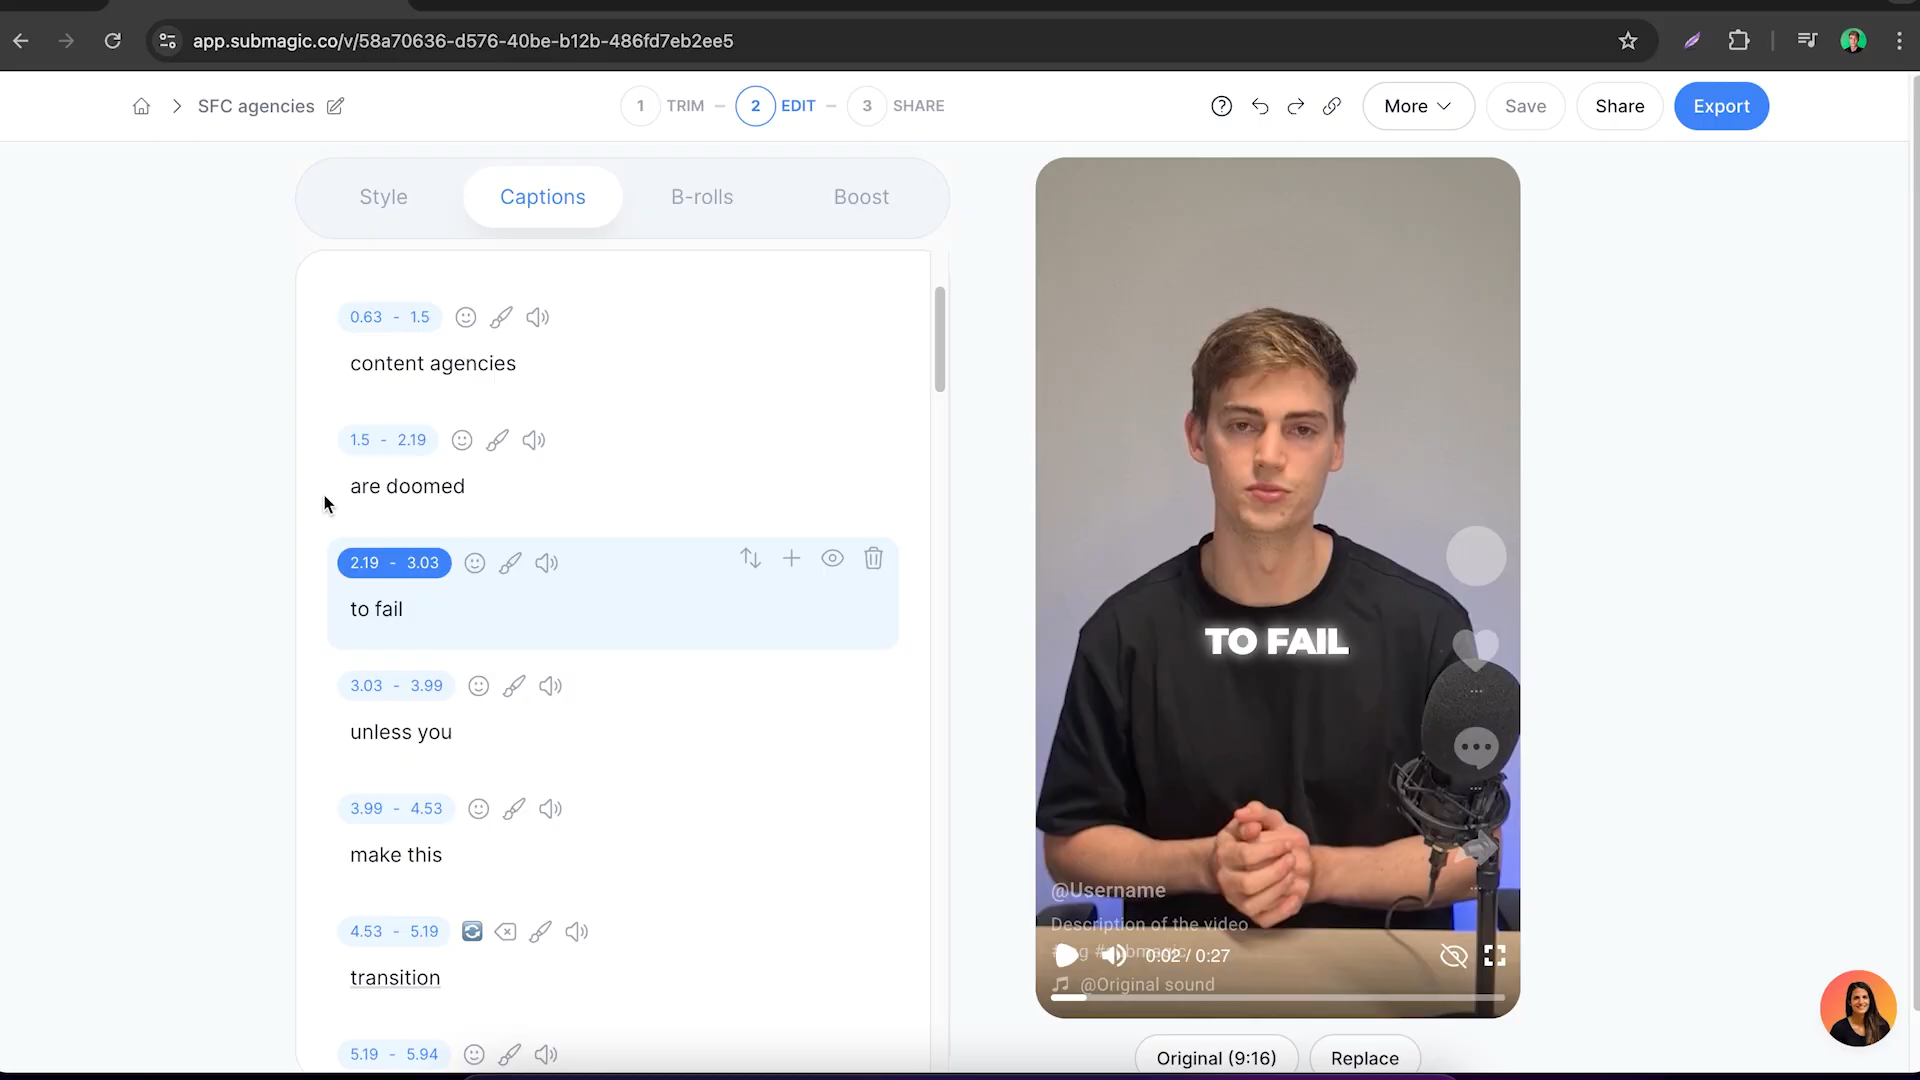 app.submagic.co/v/58a70636-d576-40be-b12b-486fd7eb2ee5
SFC agencies
1 TRIM - 2 EDIT - 3 SHARE
More
Save
Share
Export
Style
Captions
B-rolls
Boost
0.63 - 1.5
content agencies
1.5 - 2.19
are doomed
2.19 - 3.03
to fail
3.03 - 3.99
unless you
3.99 - 4.53
make this
4.53 - 5.19
transition
5.19 - 5.94
TO FAIL
@Username
Description of the video
0:02 / 0:27
@Original sound
Original (9:16)
Replace